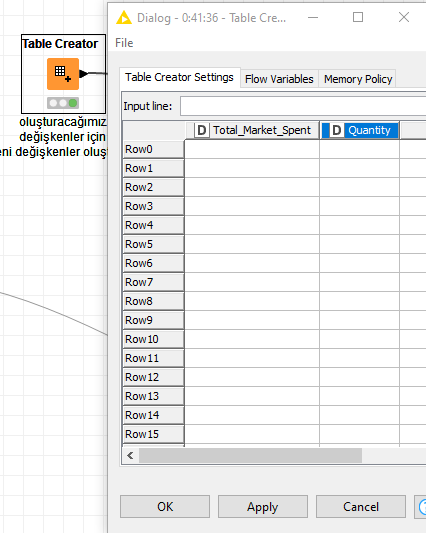 Dialog - 0:41:36 - Table Cre...
File
Table Creator
oluşturacağımız
değişkenler için
eni değişkenler oluşt
Table Creator Settings Flow Variables Memory Policy
Input line:
D Total_Market_Spent D Quantity
Row0
Row1
Row2
Row3
Row4
Row5
Row6
Row7
Row8
Row9
Row10
Row11
Row12
Row13
Row14
Row15
OK Apply Cancel